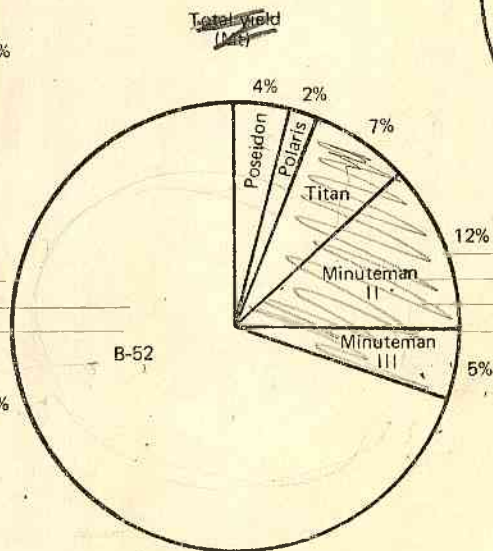 Total yield
(Mt)
%
4%
2%
7%
Poseidon
Polaris
Titan
12%
Minuteman
II
Minuteman
III
5%
B-52
%